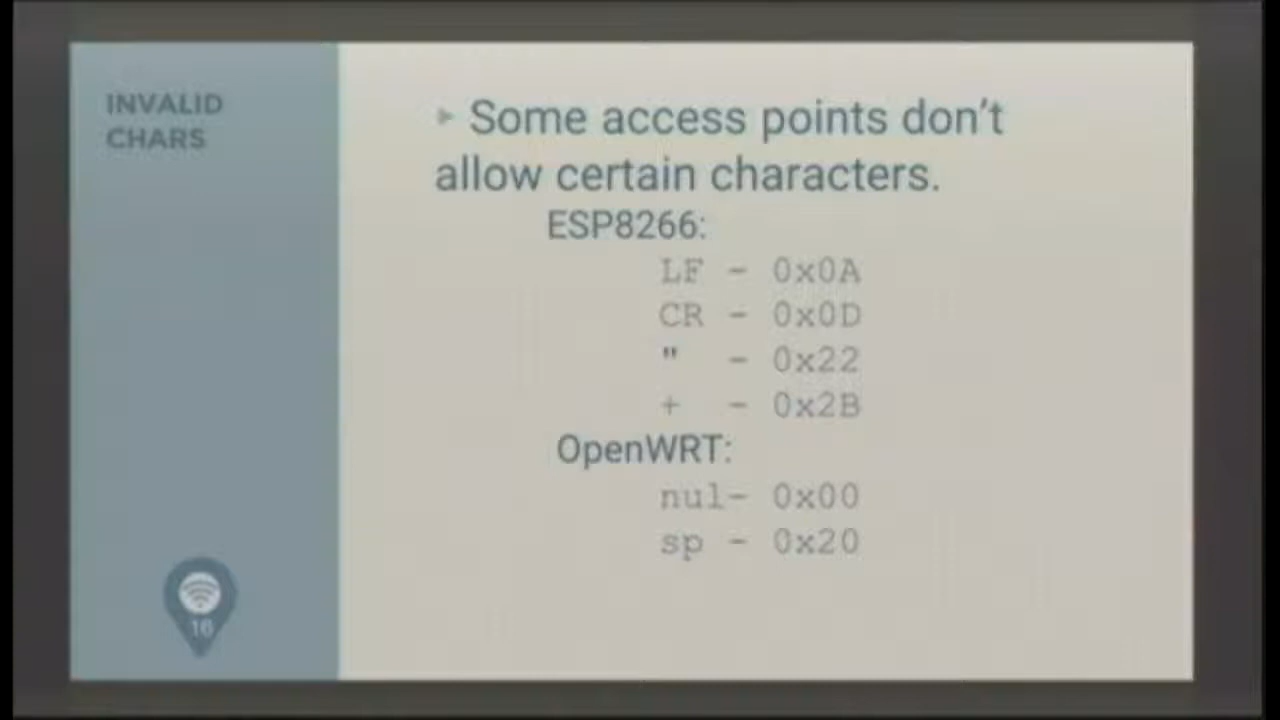 INVALID
CHARS
▸ Some access points don't
allow certain characters.
ESP8266:
LF - 0x0A
CR - 0x0D
" - 0x22
+ - 0x2B
OpenWRT:
nul- 0x00
sp - 0x20
16